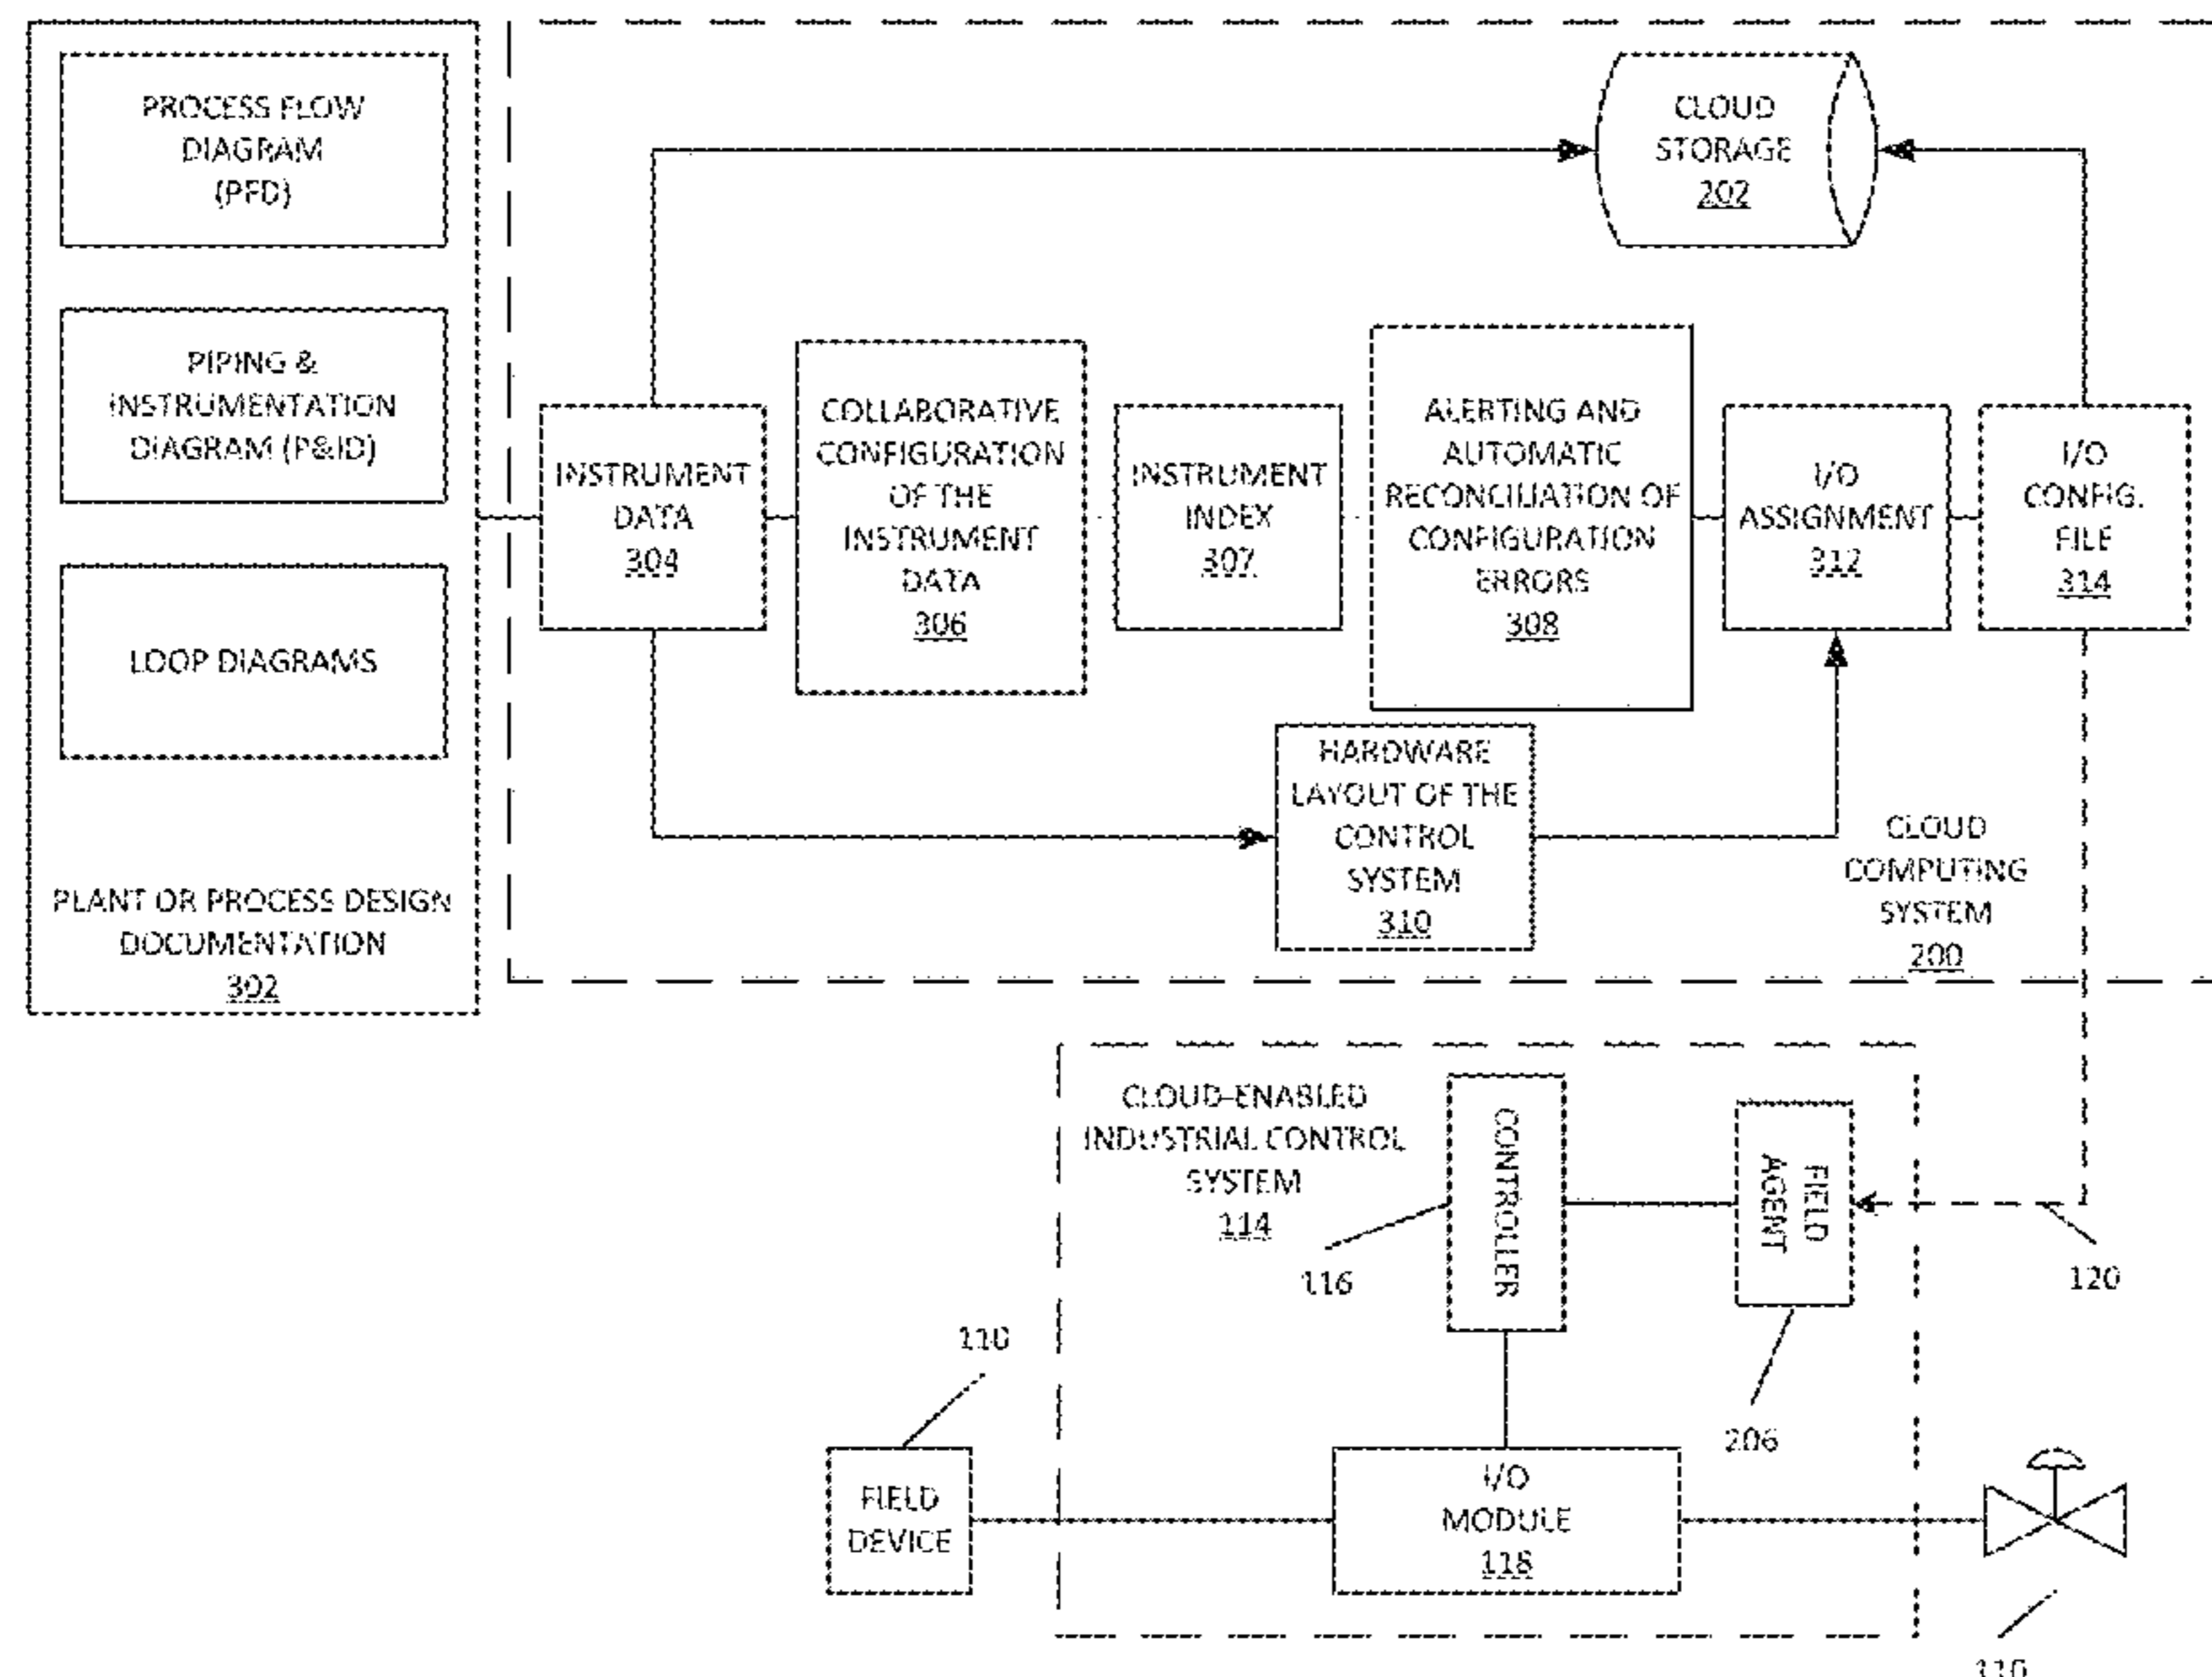 PROCESS FLOW
DIAGRAM
(PFD)
PIPING &
INSTRUMENTATION
DIAGRAM (P&ID)
LOOP DIAGRAMS
PLANT OR PROCESS DESIGN
DOCUMENTATION
302
CLOUD
STORAGE
202
INSTRUMENT
DATA
304
COLLABORATIVE
CONFIGURATION
OF THE
INSTRUMENT
DATA
306
INSTRUMENT
INDEX
307
ALERTING AND
AUTOMATIC
RECONCILIATION OF
CONFIGURATION
ERRORS
308
I/O
ASSIGNMENT
312
I/O
CONFIG.
FILE
314
HARDWARE
LAYOUT OF THE
CONTROL
SYSTEM
310
CLOUD
COMPUTING
SYSTEM
200
CLOUD-ENABLED
INDUSTRIAL CONTROL
SYSTEM
114
CONTROLLER
116
FIELD
AGENT
206
120
110
FIELD
DEVICE
I/O
MODULE
118
110